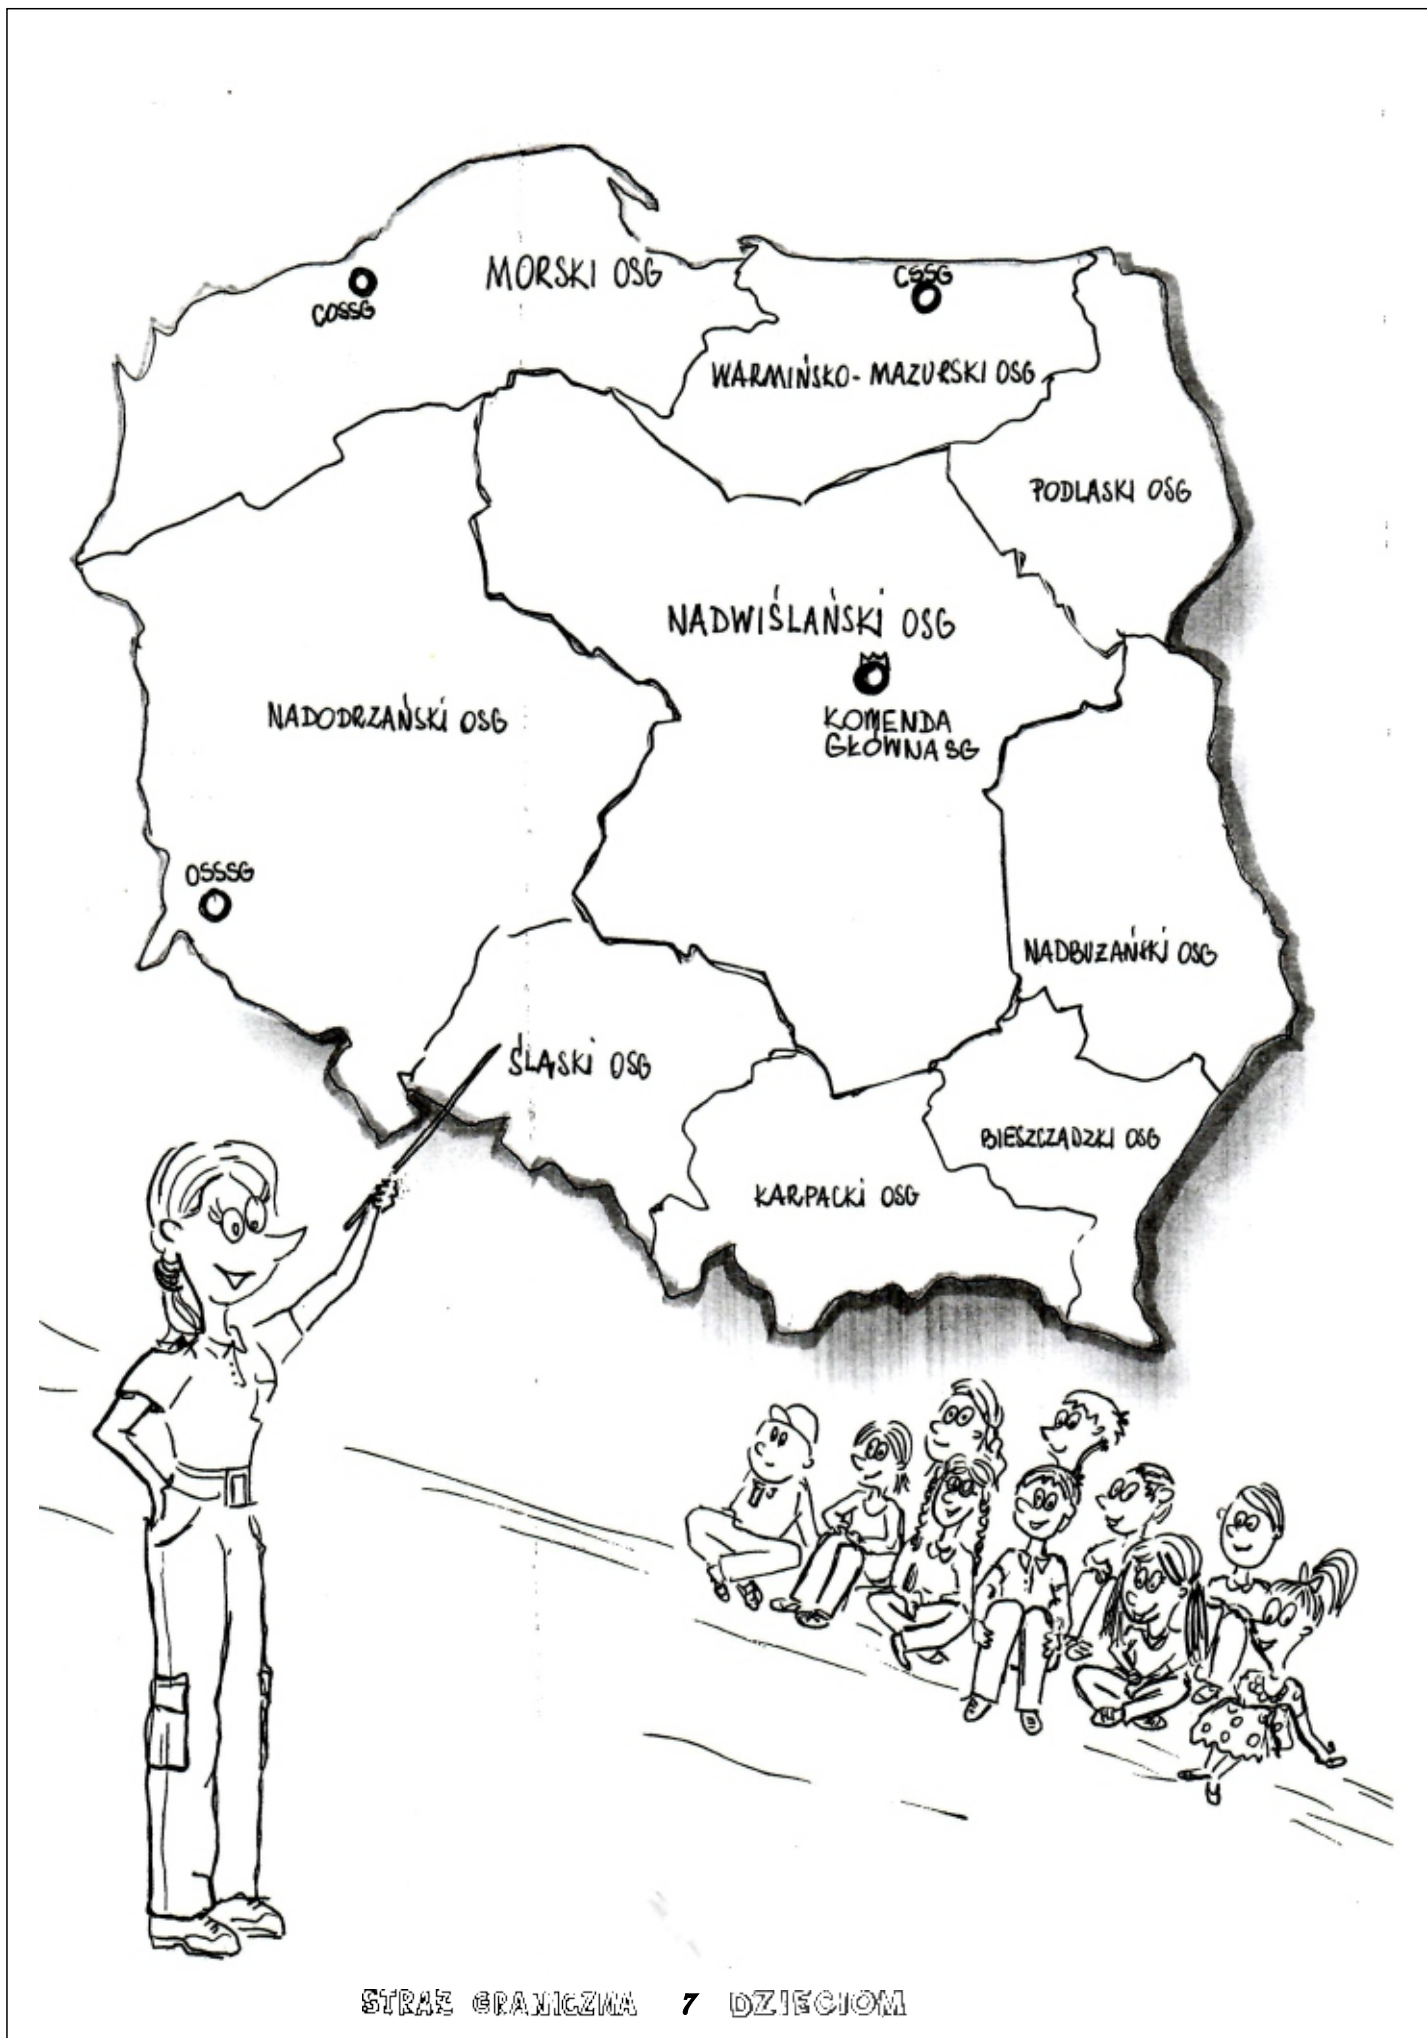 MORSKI OSG
COSSG
CSSG
WARMIŃSKO-MAZURSKI OSG
PODLASKI OSG
NADWIŚLAŃSKI OSG
KOMENDA
GŁÓWNA SG
NADODRZAŃSKI OSG
OSSSG
NADBUŻAŃSKI OSG
ŚLĄSKI OSG
BIESZCZADZKI OSG
KARPACKI OSG
STRAŻ GRANICZNA 7 DZIECIOM